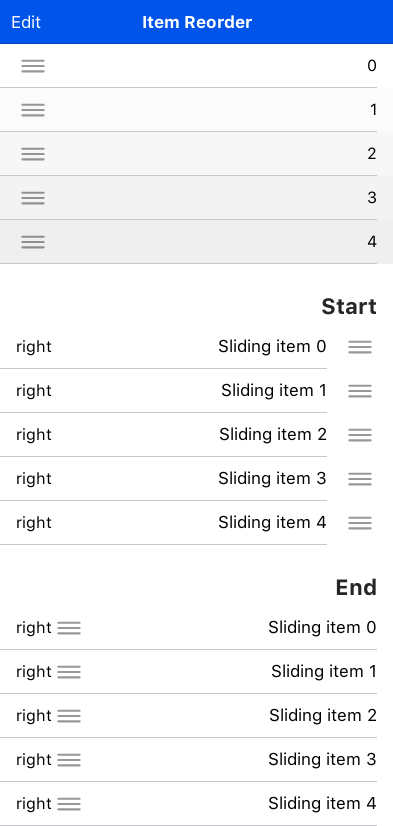 Edit Item Reorder
0
1
2
3
4
Start
right Sliding item 0
right Sliding item 1
right Sliding item 2
right Sliding item 3
right Sliding item 4
End
right Sliding item 0
right Sliding item 1
right Sliding item 2
right Sliding item 3
right Sliding item 4